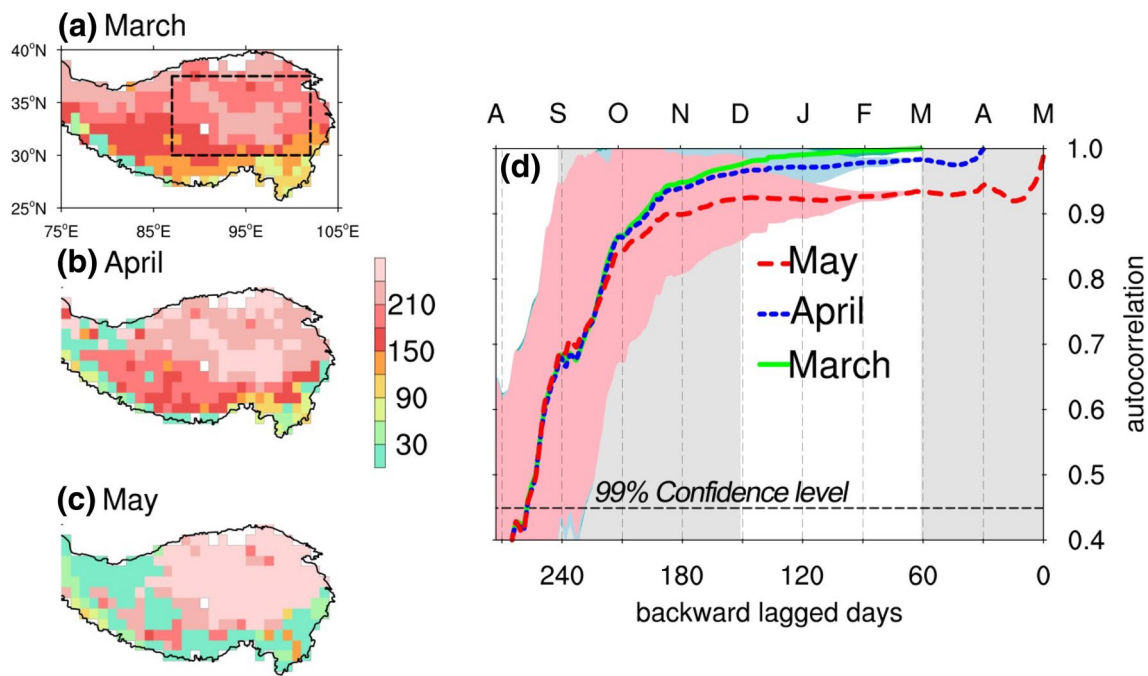 (a) March
40°N
35°N
30°N
25°N
75°E 85°E 95°E 105°E
(b) April
210
150
90
30
(c) May
A S O N D J F M A M
(d)
1.0
0.9
0.8
0.7
0.6
0.5
0.4
autocorrelation
May
April
March
99% Confidence level
240 180 120 60 0
backward lagged days